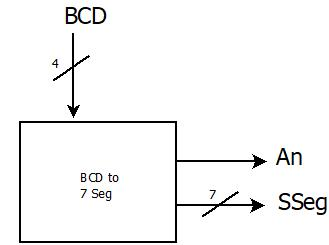 BCD
4
BCD to
7 Seg
An
7
SSeg